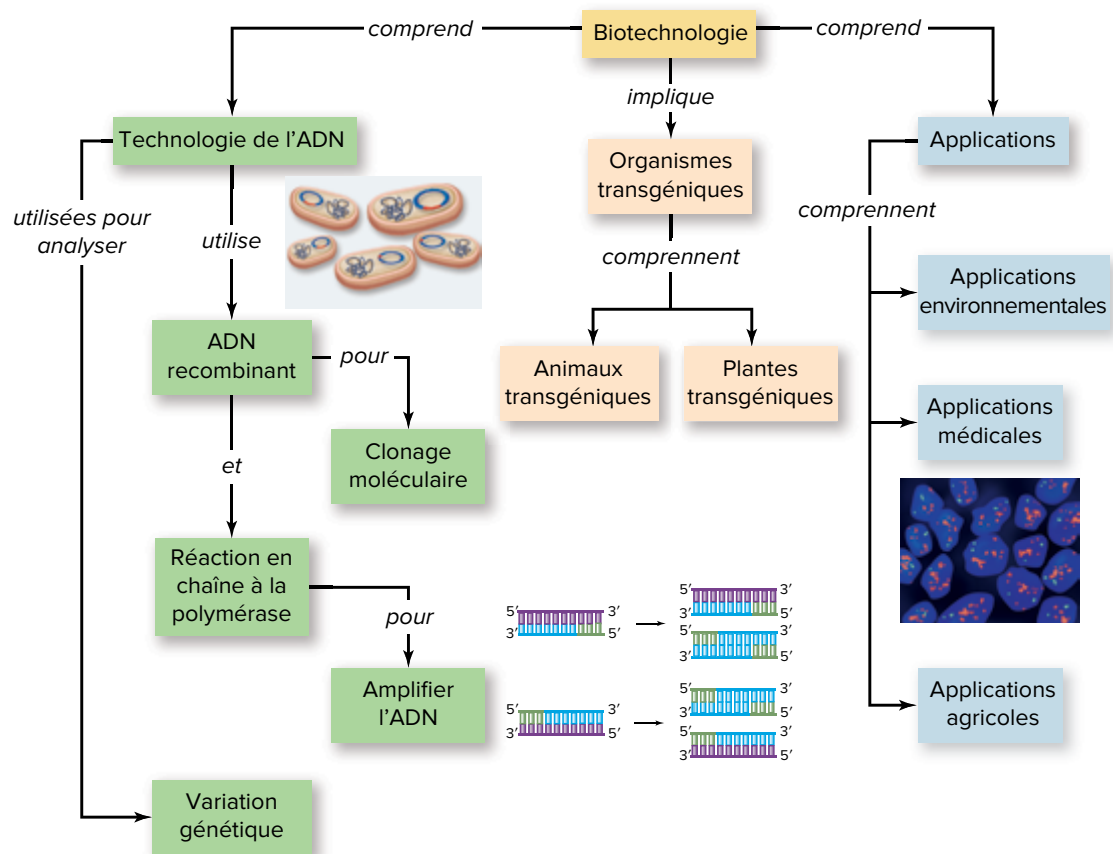 comprend
Biotechnologie
comprend
implique
Technologie de l’ADN
Organismes
transgéniques
Applications
utilisées pour
analyser
utilise
comprennent
comprennent
Applications
environnementales
ADN
recombinant
pour
Animaux
transgéniques
Plantes
transgéniques
Applications
médicales
et
Clonage
moléculaire
Réaction en
chaîne à la
polymérase
pour
Amplifier
l’ADN
5′ 3′
3′ 5′
5′ 3′
3′
5′
3′ 5′
5′ 3′
3′ 5′
5′ 3′
3′ 5′
5′ 3′
3′ 5′
Applications
agricoles
Variation
génétique